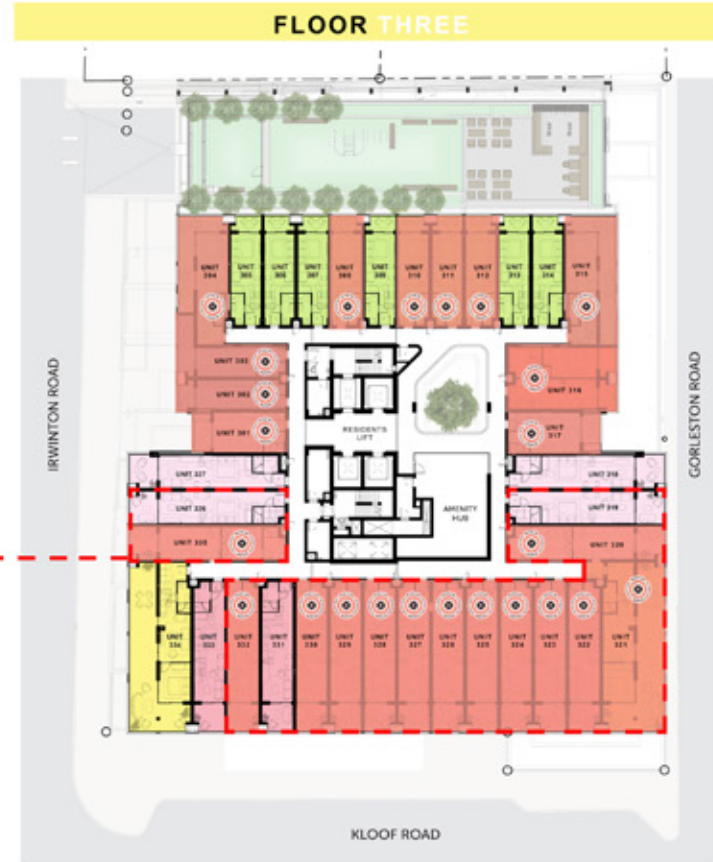 FLOOR THREE
IRWINTON ROAD
GORLESTON ROAD
KLOOF ROAD
UNIT
304
UNIT
305
UNIT
306
UNIT
307
UNIT
308
UNIT
309
UNIT
310
UNIT
311
UNIT
312
UNIT
313
UNIT
314
UNIT
315
UNIT 303
UNIT 302
UNIT 301
UNIT 316
UNIT
317
RESIDENTS
LIFT
AMENITY
HUB
UNIT 337
UNIT 336
UNIT 335
UNIT 318
UNIT 319
UNIT 320
UNIT
334
UNIT
333
UNIT
332
UNIT
331
UNIT
330
UNIT
329
UNIT
328
UNIT
327
UNIT
326
UNIT
325
UNIT
324
UNIT
323
UNIT
322
UNIT
321